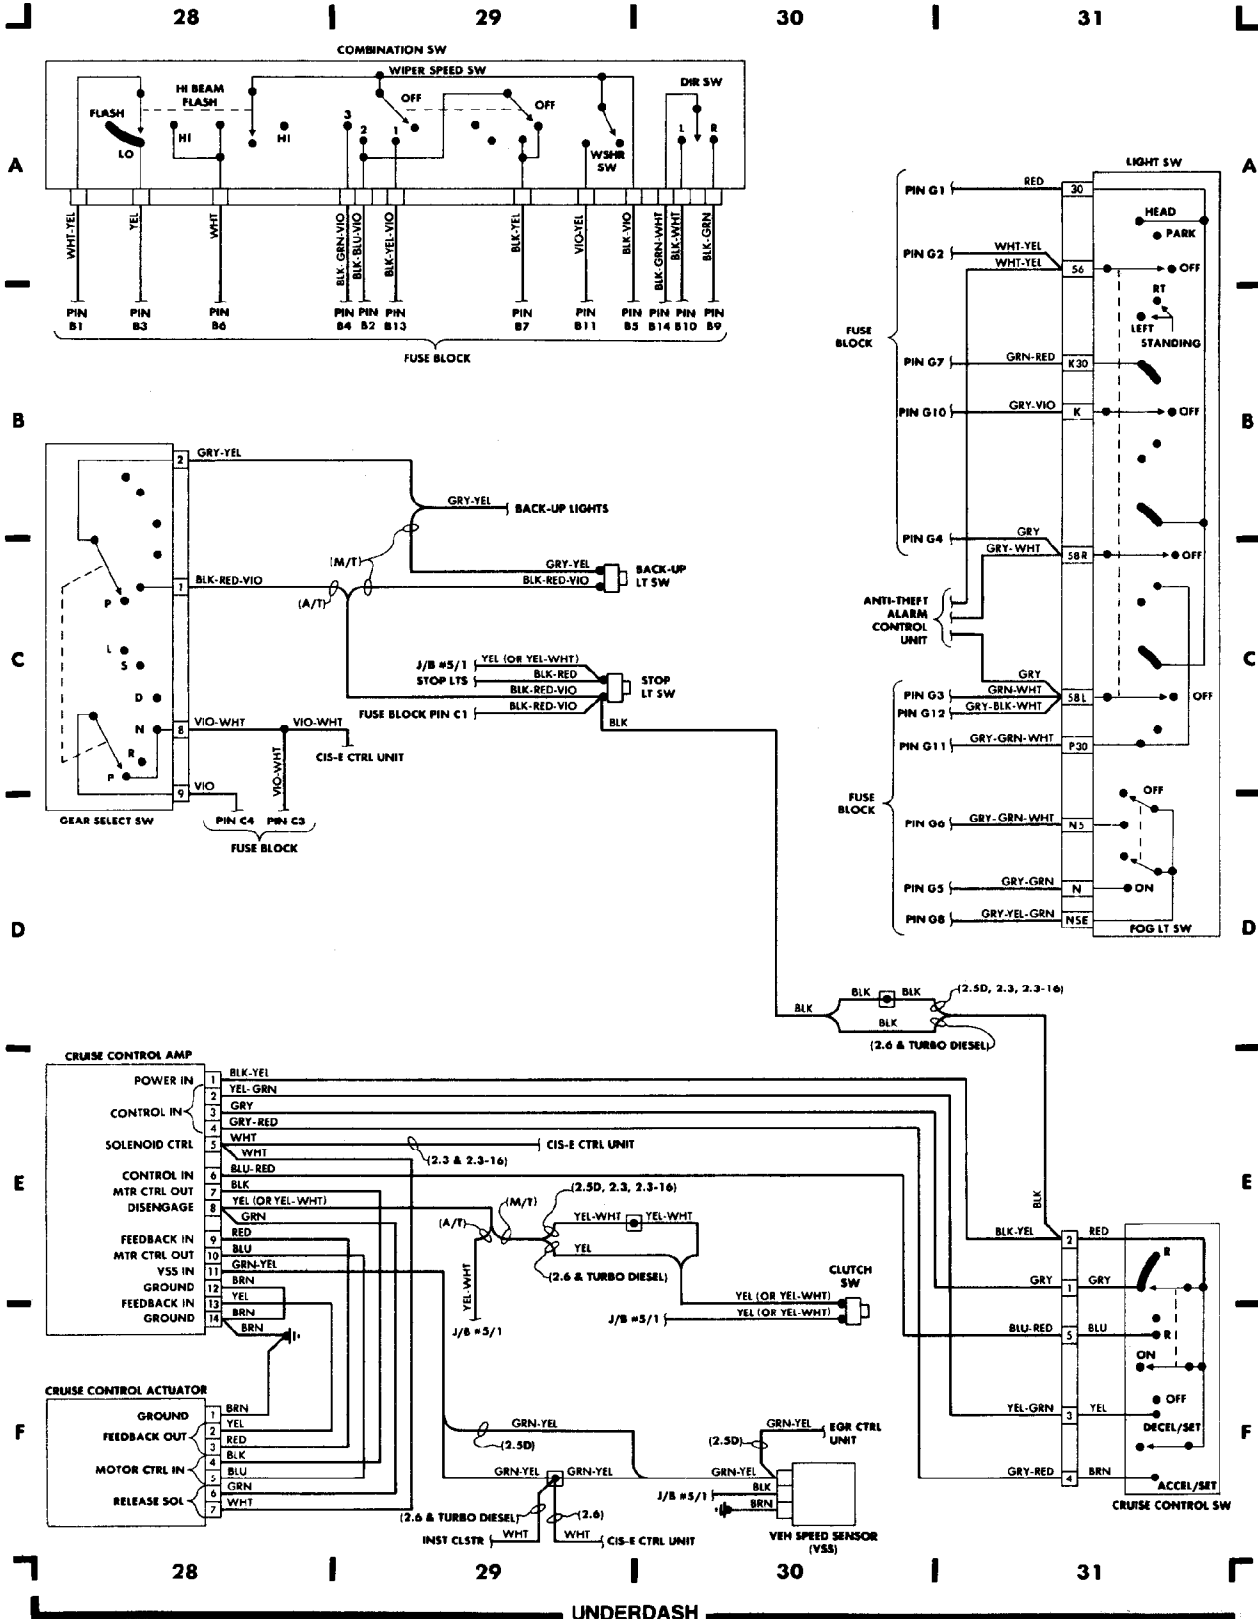 28 29 30 31
COMBINATION SW
WIPER SPEED SW
HI BEAM
FLASH
OFF
OFF
DIR SW
FLASH
LO
HI
HI
3
2
1
L
R
WSHR
SW
A
A
WHT-YEL
YEL
WHT
BLK-GRN-VIO
BLK-BLU-VIO
BLK-YEL-VIO
BLK-YEL
VIO-YEL
BLK-VIO
BLK-GRN-WHT
BLK-WHT
BLK-GRN
PIN B1
PIN B3
PIN B6
PIN B4
PIN B2
PIN B13
PIN B7
PIN B11
PIN B5
PIN B14
PIN B10
PIN B9
FUSE BLOCK
LIGHT SW
PIN G1 RED 30
HEAD
PARK
PIN G2 WHT-YEL
WHT-YEL 56 OFF
RT
LEFT
STANDING
FUSE
BLOCK
PIN G7 GRN-RED K30
PIN G10 GRY-VIO K OFF
B
B
PIN G4 GRY
GRY-WHT 58R OFF
ANTI-THEFT
ALARM
CONTROL
UNIT
C
C
GRY
PIN G3 GRN-WHT 58L OFF
PIN G12 GRY-BLK-WHT
PIN G11 GRY-GRN-WHT P30
FUSE
BLOCK
OFF
PIN G6 GRY-GRN-WHT N5
PIN G5 GRY-GRN N ON
PIN G8 GRY-YEL-GRN NSE
FOG LT SW
D
D
2 GRY-YEL
GRY-YEL BACK-UP LIGHTS
(M/T)
GRY-YEL
BACK-UP
LT SW
1 BLK-RED-VIO
BLK-RED-VIO
(A/T)
P
L
S
D
N
R
P
J/B #5/1 YEL (OR YEL-WHT)
STOP LTS BLK-RED
BLK-RED-VIO
STOP
LT SW
FUSE BLOCK PIN C1 BLK-RED-VIO
BLK
8 VIO-WHT VIO-WHT
CIS-E CTRL UNIT
VIO-WHT
9 VIO
GEAR SELECT SW
PIN C4 PIN C3
FUSE BLOCK
BLK BLK BLK (2.5D, 2.3, 2.3-16)
BLK
(2.6 & TURBO DIESEL)
CRUISE CONTROL AMP
POWER IN 1 BLK-YEL
2 YEL-GRN
CONTROL IN 3 GRY
4 GRY-RED
SOLENOID CTRL 5 WHT CIS-E CTRL UNIT
WHT (2.3 & 2.3-16)
E
E
CONTROL IN 6 BLU-RED
MTR CTRL OUT 7 BLK
DISENGAGE 8 YEL (OR YEL-WHT)
GRN
FEEDBACK IN 9 RED
MTR CTRL OUT 10 BLU
VSS IN 11 GRN-YEL
GROUND 12 BRN
FEEDBACK IN 13 YEL
GROUND 14 BRN
BRN
(2.5D, 2.3, 2.3-16)
(M/T)
(A/T)
YEL-WHT YEL-WHT
YEL
(2.6 & TURBO DIESEL)
YEL-WHT
J/B #5/1
CLUTCH
SW
YEL (OR YEL-WHT)
J/B #5/1 YEL (OR YEL-WHT)
BLK
BLK-YEL 2 RED
R
GRY 1 GRY
BLU-RED 5 BLU R
ON
OFF
YEL-GRN 3 YEL
DECEL/SET
GRY-RED 4 BRN
ACCEL/SET
CRUISE CONTROL SW
F
F
CRUISE CONTROL ACTUATOR
GROUND 1 BRN
FEEDBACK OUT 2 YEL
3 RED
MOTOR CTRL IN 4 BLK
5 BLU
RELEASE SOL 6 GRN
7 WHT
GRN-YEL
(2.5D)
GRN-YEL GRN-YEL
(2.6 & TURBO DIESEL)
(2.6)
INST CLSTR WHT
WHT CIS-E CTRL UNIT
GRN-YEL EGR CTRL
UNIT
(2.5D)
GRN-YEL
J/B #5/1 BLK
BRN
VEH SPEED SENSOR
(VSS)
28 29 30 31
UNDERDASH